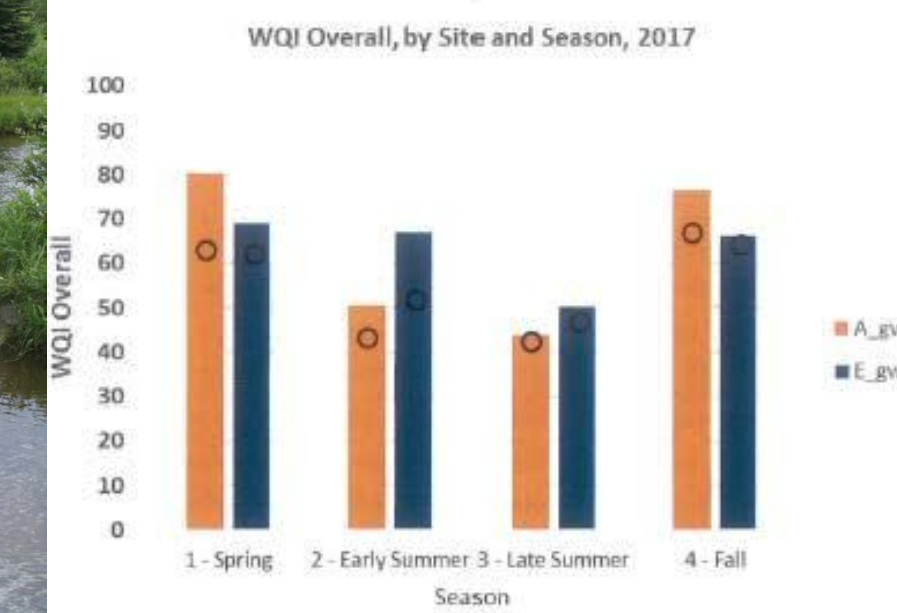 WQI Overall, by Site and Season, 2017
100
90
80
70
60
50
40
30
20
10
0
WQI Overall
1 - Spring
2 - Early Summer
3 - Late Summer
4 - Fall
Season
A_gv
E_gv